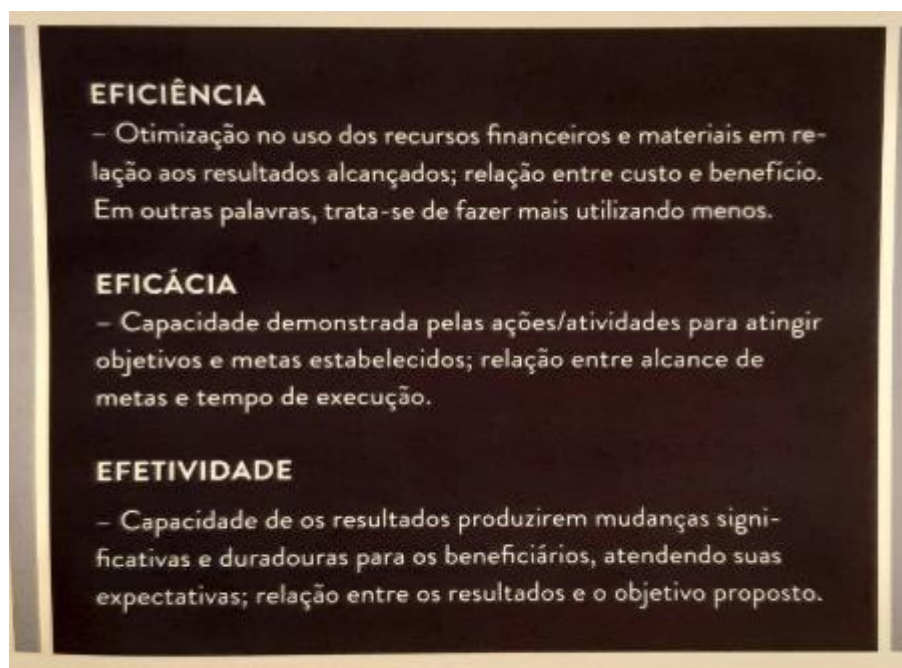 EFICIÊNCIA
– Otimização no uso dos recursos financeiros e materiais em re-
lação aos resultados alcançados; relação entre custo e benefício.
Em outras palavras, trata-se de fazer mais utilizando menos.
EFICÁCIA
– Capacidade demonstrada pelas ações/atividades para atingir
objetivos e metas estabelecidos; relação entre alcance de
metas e tempo de execução.
EFETIVIDADE
– Capacidade de os resultados produzirem mudanças signi-
ficativas e duradouras para os beneficiários, atendendo suas
expectativas; relação entre os resultados e o objetivo proposto.